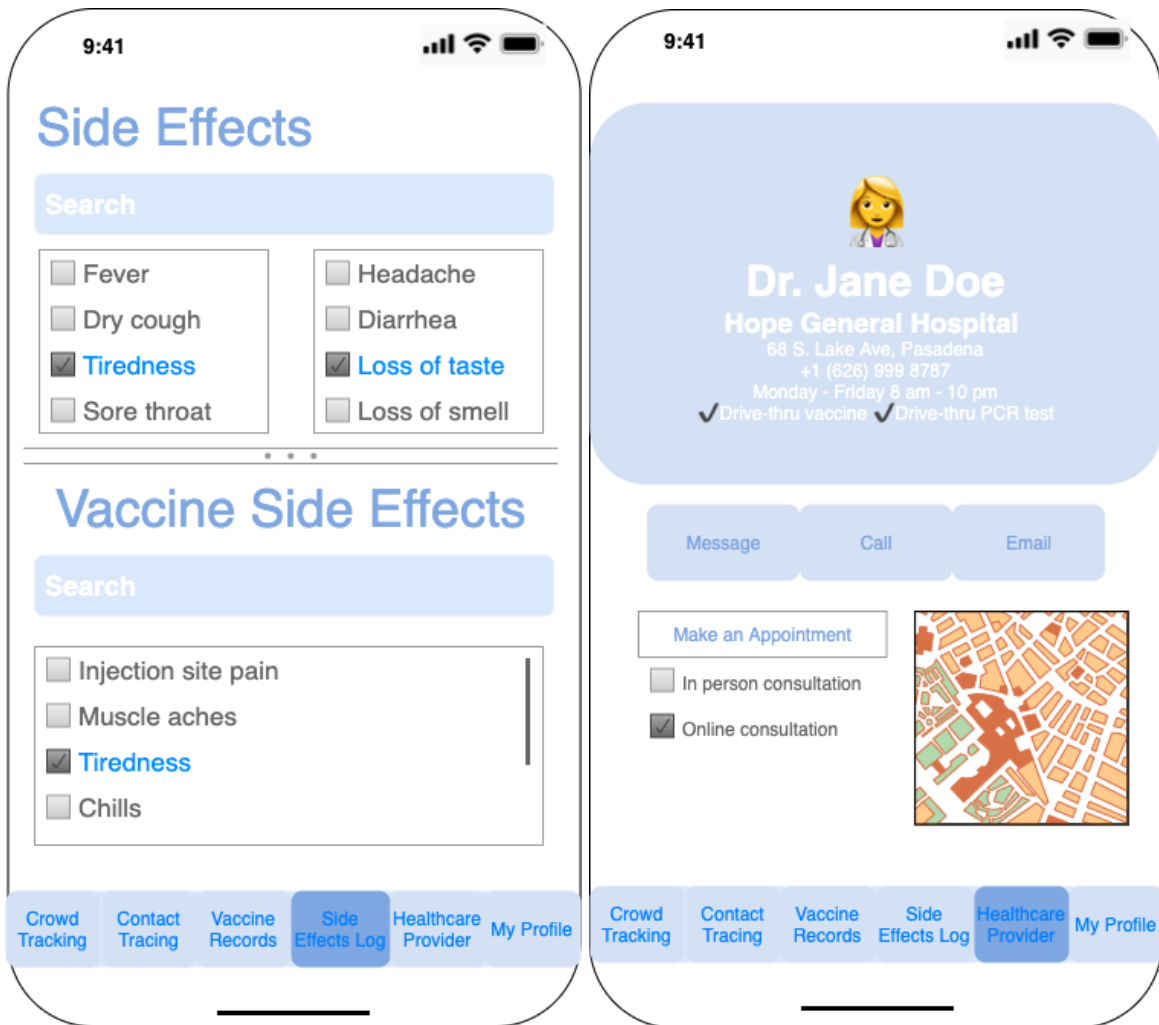 9:41
Side Effects
Search
Fever
Dry cough
Tiredness
Sore throat
Headache
Diarrhea
Loss of taste
Loss of smell
Vaccine Side Effects
Search
Injection site pain
Muscle aches
Tiredness
Chills
Crowd
Tracking
Contact
Tracing
Vaccine
Records
Side
Effects Log
Healthcare
Provider
My Profile
9:41
Dr. Jane Doe
Hope General Hospital
68 S. Lake Ave, Pasadena
+1 (626) 999 8787
Monday - Friday 8 am - 10 pm
✓Drive-thru vaccine ✓Drive-thru PCR test
Message
Call
Email
Make an Appointment
In person consultation
Online consultation
Crowd
Tracking
Contact
Tracing
Vaccine
Records
Side
Effects Log
Healthcare
Provider
My Profile